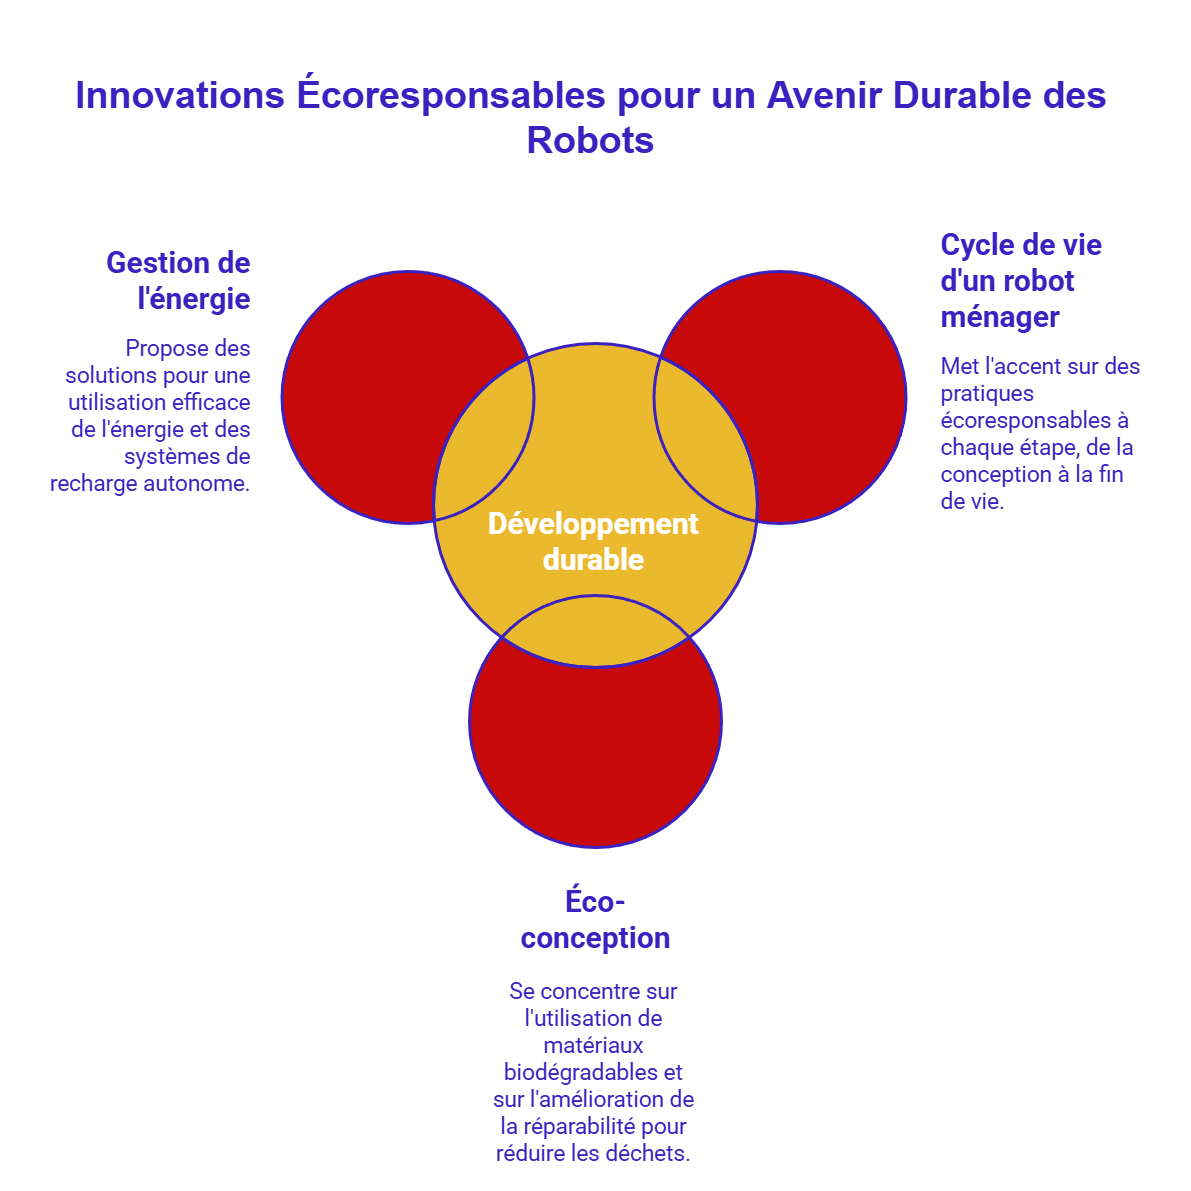 Innovations Écoresponsables pour un Avenir Durable des
Robots
Gestion de
l'énergie
Propose des
solutions pour une
utilisation efficace
de l'énergie et des
systèmes de
recharge autonome.
Cycle de vie
d'un robot
ménager
Met l'accent sur des
pratiques
écoresponsables à
chaque étape, de la
conception à la fin
de vie.
Développement
durable
Éco-
conception
Se concentre sur
l'utilisation de
matériaux
biodégradables et
sur l'amélioration de
la réparabilité pour
réduire les déchets.